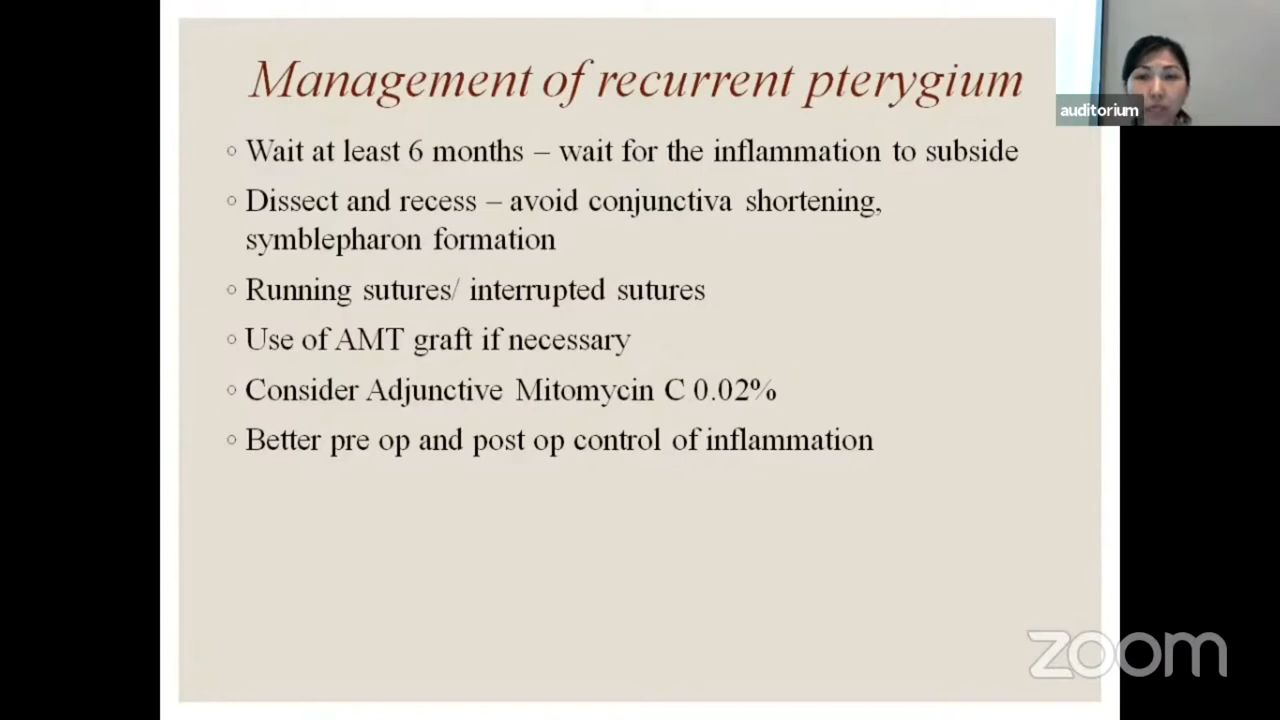 Management of recurrent pterygium
auditorium
◦ Wait at least 6 months – wait for the inflammation to subside
◦ Dissect and recess – avoid conjunctiva shortening,
symblepharon formation
◦ Running sutures/ interrupted sutures
◦ Use of AMT graft if necessary
◦ Consider Adjunctive Mitomycin C 0.02%
◦ Better pre op and post op control of inflammation
zoom